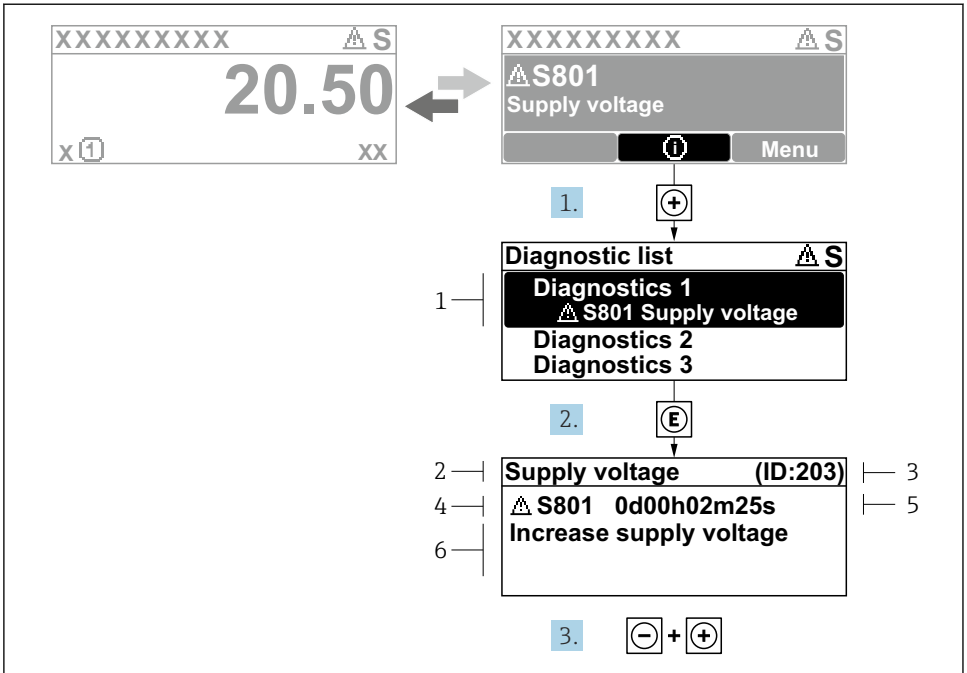 XXXXXXXXX ⚠ S
20.50
x ① XX
XXXXXXXXX ⚠ S
⚠ S801
Supply voltage
ⓘ Menu
1. +
Diagnostic list ⚠ S
1
Diagnostics 1
⚠ S801 Supply voltage
Diagnostics 2
Diagnostics 3
2. E
2 Supply voltage (ID:203) 3
4 ⚠ S801 0d00h02m25s 5
6 Increase supply voltage
3. - + +